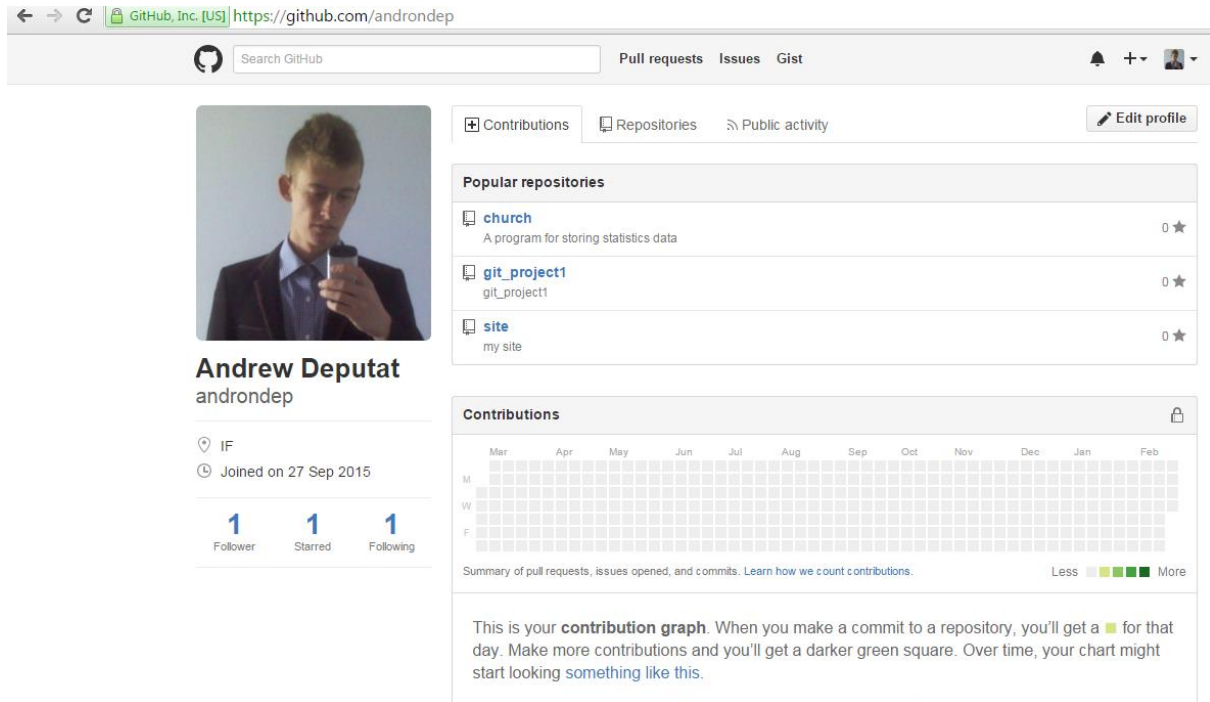 GitHub, Inc. [US] https://github.com/androndep
Search GitHub
Pull requests Issues Gist
Contributions Repositories Public activity
Edit profile
Popular repositories
church
A program for storing statistics data
0
git_project1
git_project1
0
site
my site
0
Andrew Deputat
androndep
IF
Joined on 27 Sep 2015
1 1 1
Follower Starred Following
Contributions
Mar Apr May Jun Jul Aug Sep Oct Nov Dec Jan Feb
M
W
F
Summary of pull requests, issues opened, and commits. Learn how we count contributions.
Less More
This is your contribution graph. When you make a commit to a repository, you'll get a for that
day. Make more contributions and you'll get a darker green square. Over time, your chart might
start looking something like this.